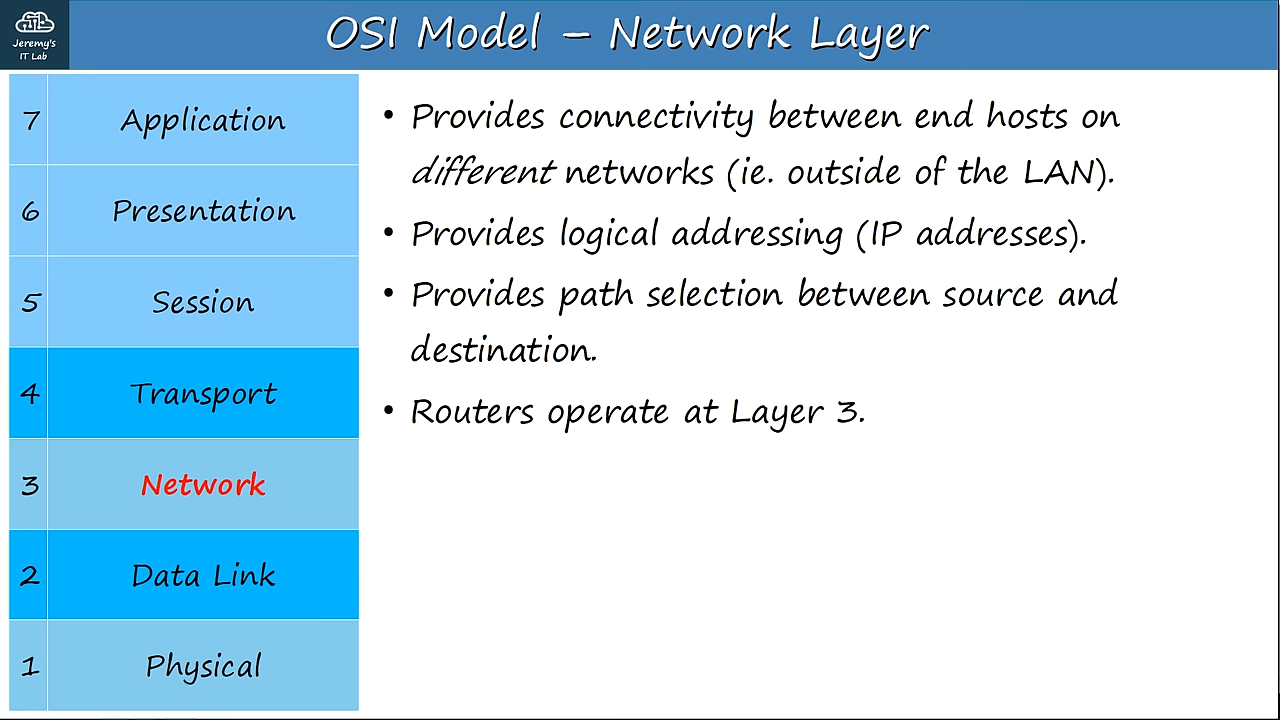 Jeremy's
IT Lab
OSI Model – Network Layer
7 Application
6 Presentation
5 Session
4 Transport
3 Network
2 Data Link
1 Physical
• Provides connectivity between end hosts on
different networks (ie. outside of the LAN).
• Provides logical addressing (IP addresses).
• Provides path selection between source and
destination.
• Routers operate at Layer 3.